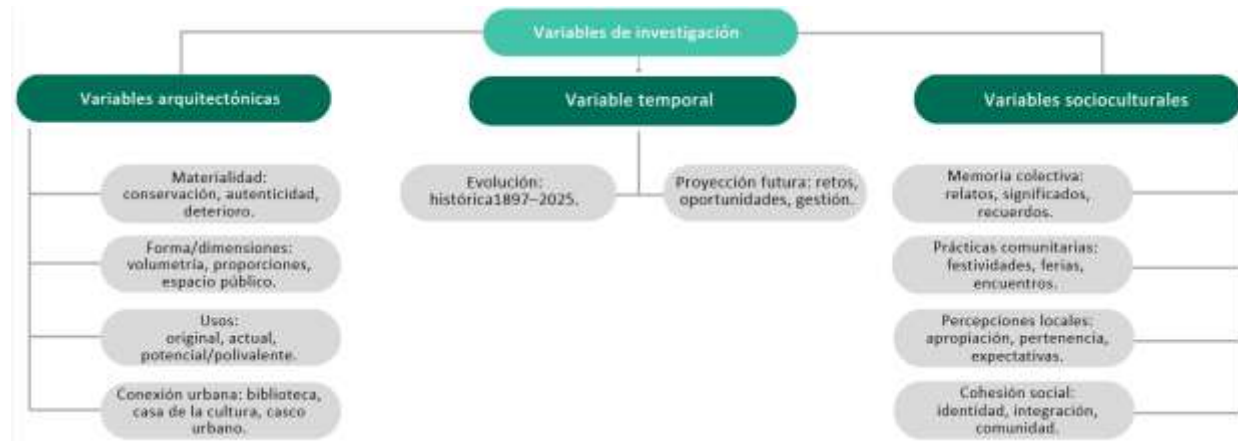 Variables de investigación
Variables arquitectónicas
Materialidad:
conservación, autenticidad,
deterioro.
Forma/dimensiones:
volumetría, proporciones,
espacio público.
Usos:
original, actual,
potencial/polivalente.
Conexión urbana: biblioteca,
casa de la cultura, casco
urbano.
Variable temporal
Evolución:
histórica1897–2025.
Proyección futura: retos,
oportunidades, gestión.
Variables socioculturales
Memoria colectiva:
relatos, significados,
recuerdos.
Prácticas comunitarias:
festividades, ferias,
encuentros.
Percepciones locales:
apropiación, pertenencia,
expectativas.
Cohesión social:
identidad, integración,
comunidad.